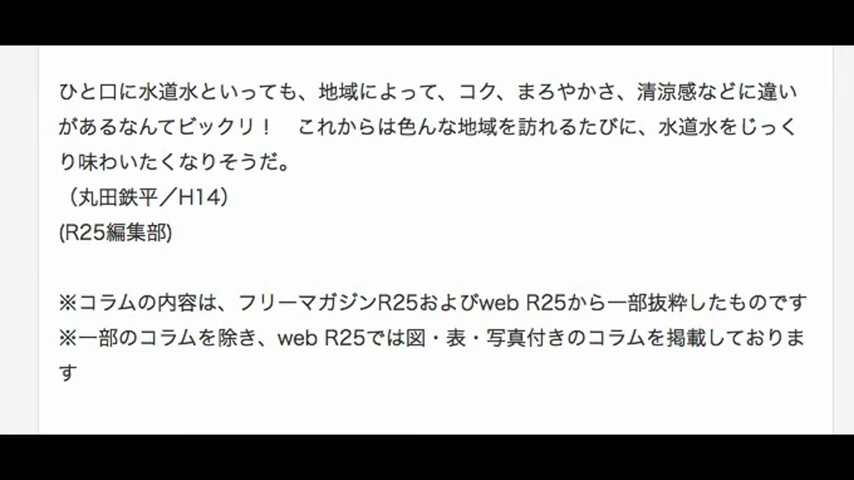 ひと口に水道水といっても、地域によって、コク、まろやかさ、清涼感などに違い
があるなんてビックリ！　これからは色んな地域を訪れるたびに、水道水をじっく
り味わいたくなりそうだ。
（丸田鉄平／H14）
(R25編集部)
※コラムの内容は、フリーマガジンR25およびweb R25から一部抜粋したものです
※一部のコラムを除き、web R25では図・表・写真付きのコラムを掲載しておりま
す